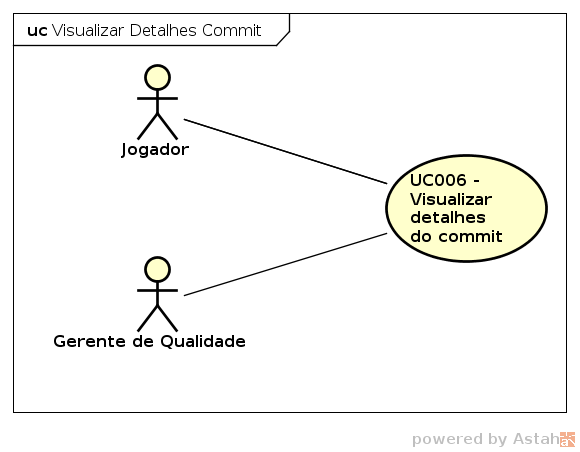 uc Visualizar Detalhes Commit
Jogador
UC006 -
Visualizar
detalhes
do commit
Gerente de Qualidade
powered by Astah